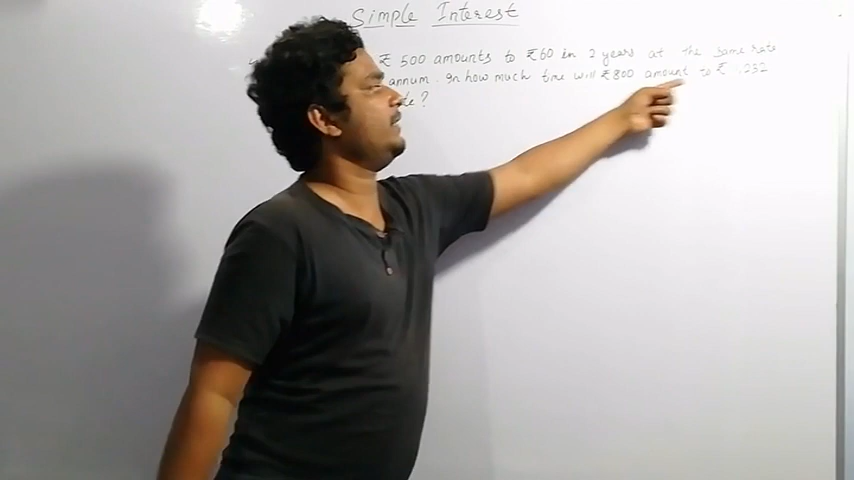 Simple Interest
₹ 500 amounts to ₹60 in 2 years at the same rate
annum. In how much time will ₹800 amount to ₹
?